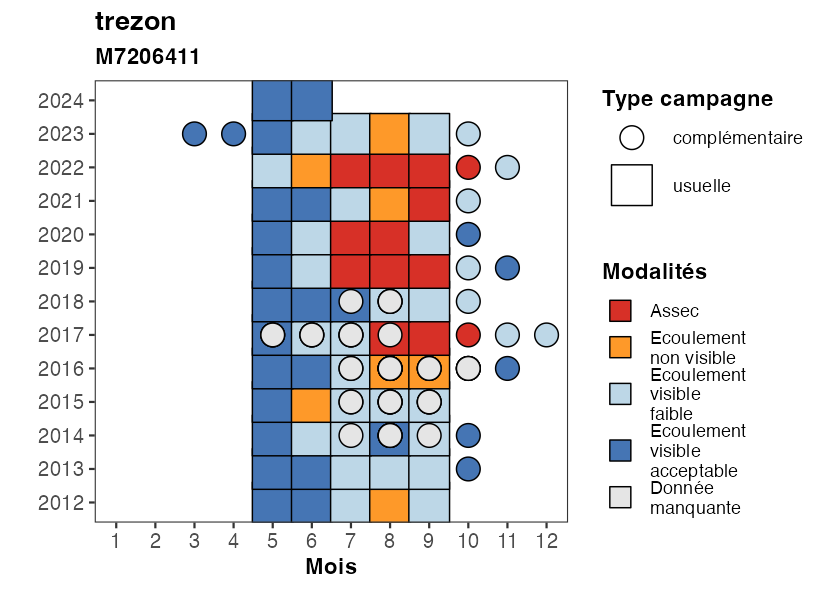 trezon
M7206411
2024
2023
2022
2021
2020
2019
2018
2017
2016
2015
2014
2013
2012
1 2 3 4 5 6 7 8 9 10 11 12
Mois
Type campagne
complémentaire
usuelle
Modalités
Assec
Ecoulement
non visible
Ecoulement
visible
faible
Ecoulement
visible
acceptable
Donnée
manquante